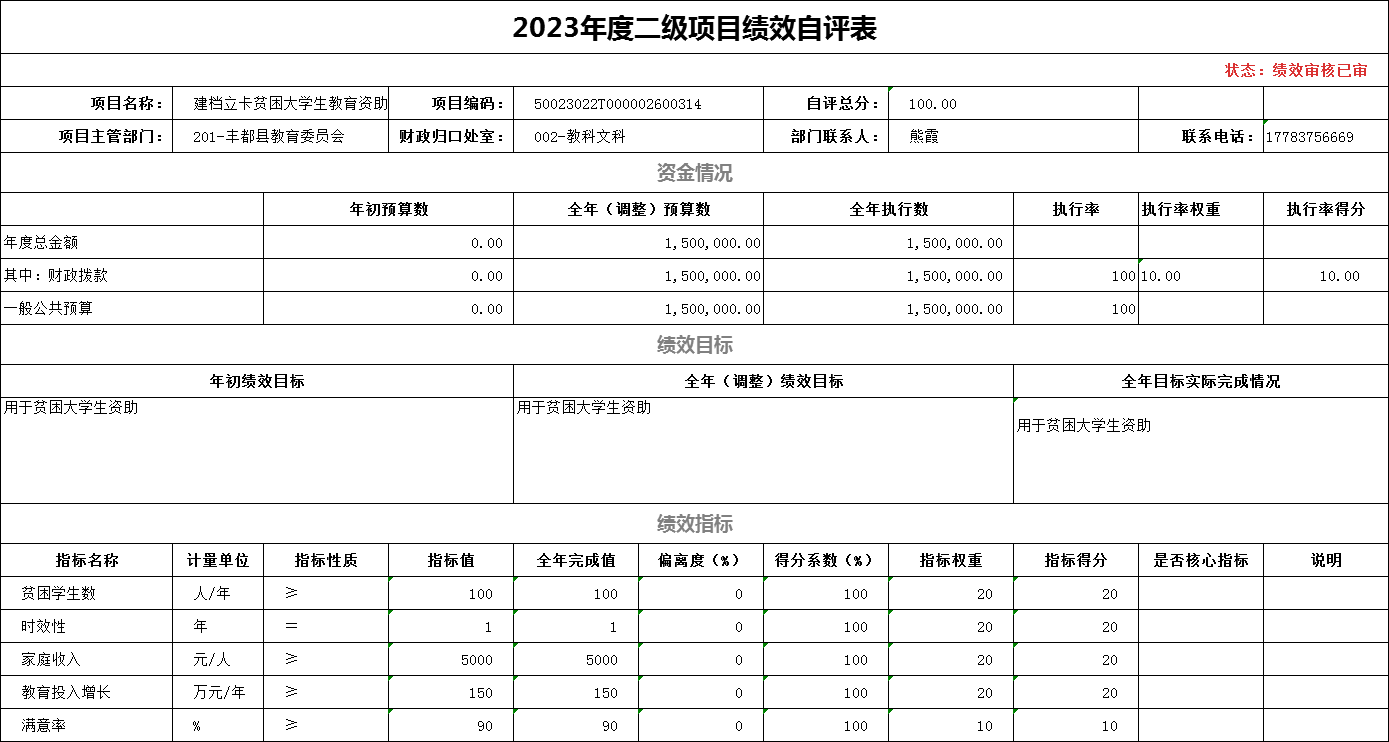 2023年度二级项目绩效自评表
状态：绩效审核已审
项目名称： 建档立卡贫困大学生教育资助 项目编码： 50023022T000002600314 自评总分： 100.00
项目主管部门： 201-丰都县教育委员会 财政归口处室： 002-教科文科 部门联系人： 熊霞 联系电话： 17783756669
资金情况
年初预算数 全年（调整）预算数 全年执行数 执行率 执行率权重 执行率得分
年度总金额 0.00 1,500,000.00 1,500,000.00
其中：财政拨款 0.00 1,500,000.00 1,500,000.00 100 10.00 10.00
一般公共预算 0.00 1,500,000.00 1,500,000.00 100
绩效目标
年初绩效目标 全年（调整）绩效目标 全年目标实际完成情况
用于贫困大学生资助 用于贫困大学生资助 用于贫困大学生资助
绩效指标
指标名称 计量单位 指标性质 指标值 全年完成值 偏离度（%） 得分系数（%） 指标权重 指标得分 是否核心指标 说明
贫困学生数 人/年 ≥ 100 100 0 100 20 20
时效性 年 ＝ 1 1 0 100 20 20
家庭收入 元/人 ≥ 5000 5000 0 100 20 20
教育投入增长 万元/年 ≥ 150 150 0 100 20 20
满意率 % ≥ 90 90 0 100 10 10